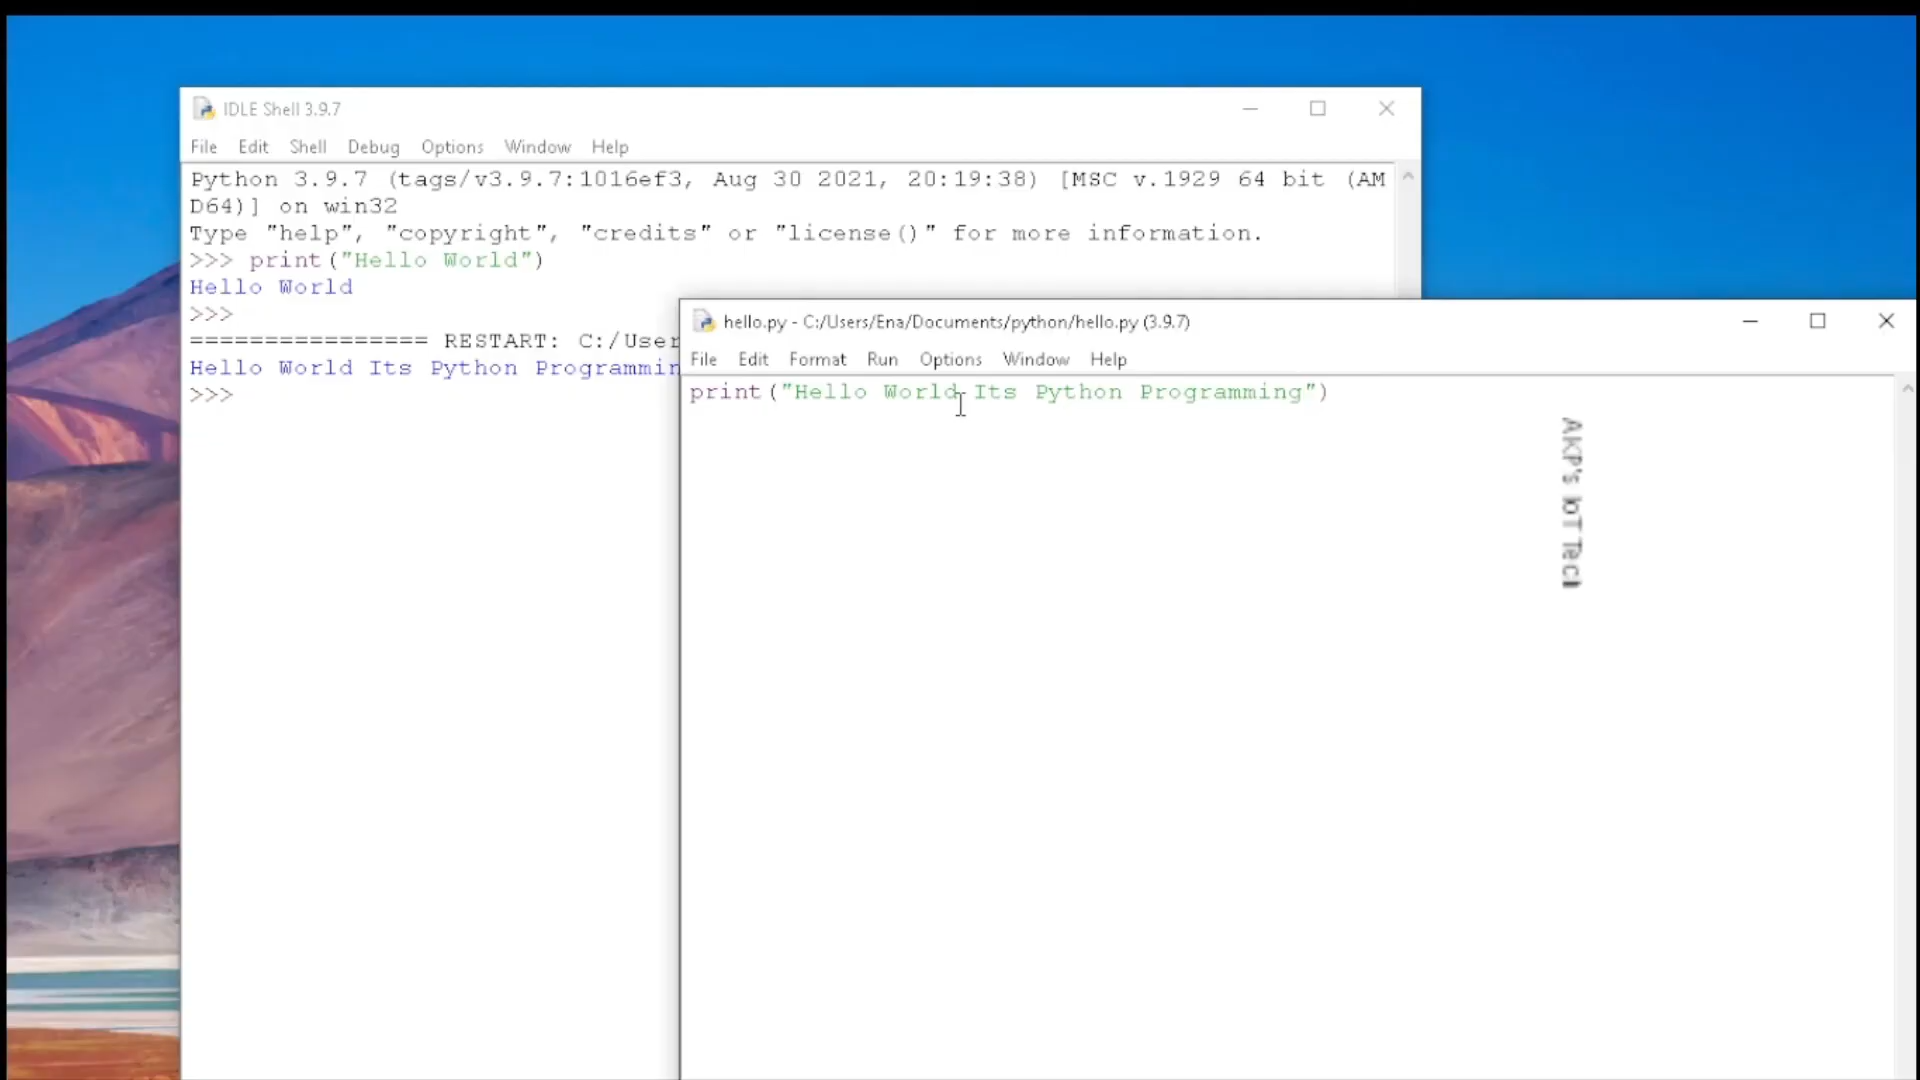 IDLE Shell 3.9.7
File Edit Shell Debug Options Window Help
Python 3.9.7 (tags/v3.9.7:1016ef3, Aug 30 2021, 20:19:38) [MSC v.1929 64 bit (AM
D64)] on win32
Type "help", "copyright", "credits" or "license()" for more information.
>>> print("Hello World")
Hello World
>>>
================ RESTART: C:/User
Hello World Its Python Programmin
>>>
hello.py - C:/Users/Ena/Documents/python/hello.py (3.9.7)
File Edit Format Run Options Window Help
print("Hello World Its Python Programming")
AKP's IoT Tech